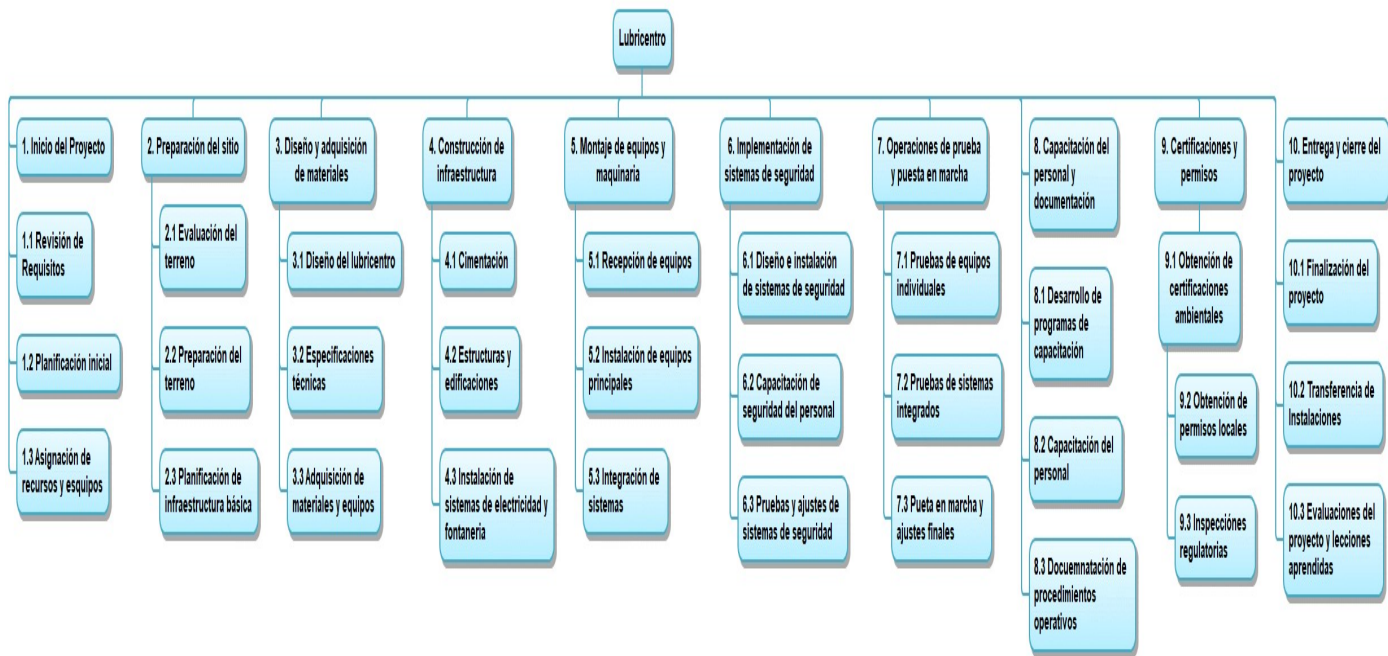 Lubricentro
1. Inicio del Proyecto
1.1 Revisión de
Requisitos
1.2 Planificación inicial
1.3 Asignación de
recursos y esquipos
2. Preparación del sitio
2.1 Evaluación del
terreno
2.2 Preparación del
terreno
2.3 Planificación de
infraestructura básica
3. Diseño y adquisición
de materiales
3.1 Diseño del lubricentro
3.2 Especificaciones
técnicas
3.3 Adquisición de
materiales y equipos
4. Construcción de
infraestructura
4.1 Cimentación
4.2 Estructuras y
edificaciones
4.3 Instalación de
sistemas de electricidad y
fontaneria
5. Montaje de equipos y
maquinaria
5.1 Recepción de equipos
5.2 Instalación de equipos
principales
5.3 Integración de
sistemas
6. Implementación de
sistemas de seguridad
6.1 Diseño e instalación
de sistemas de seguridad
6.2 Capacitación de
seguridad del personal
6.3 Pruebas y ajustes de
sistemas de seguridad
7. Operaciones de prueba
y puesta en marcha
7.1 Pruebas de equipos
individuales
7.2 Pruebas de sistemas
integrados
7.3 Pueta en marcha y
ajustes finales
8. Capacitación del
personal y
documentación
8.1 Desarrollo de
programas de
capacitación
8.2 Capacitación del
personal
8.3 Docuemnatación de
procedimientos
operativos
9. Certificaciones y
permisos
9.1 Obtención de
certificaciones
ambientales
9.2 Obtención de
permisos locales
9.3 Inspecciónes
regulatorias
10. Entrega y cierre del
proyecto
10.1 Finalización del
proyecto
10.2 Transferencia de
Instalaciones
10.3 Evaluaciones del
proyecto y lecciones
aprendidas